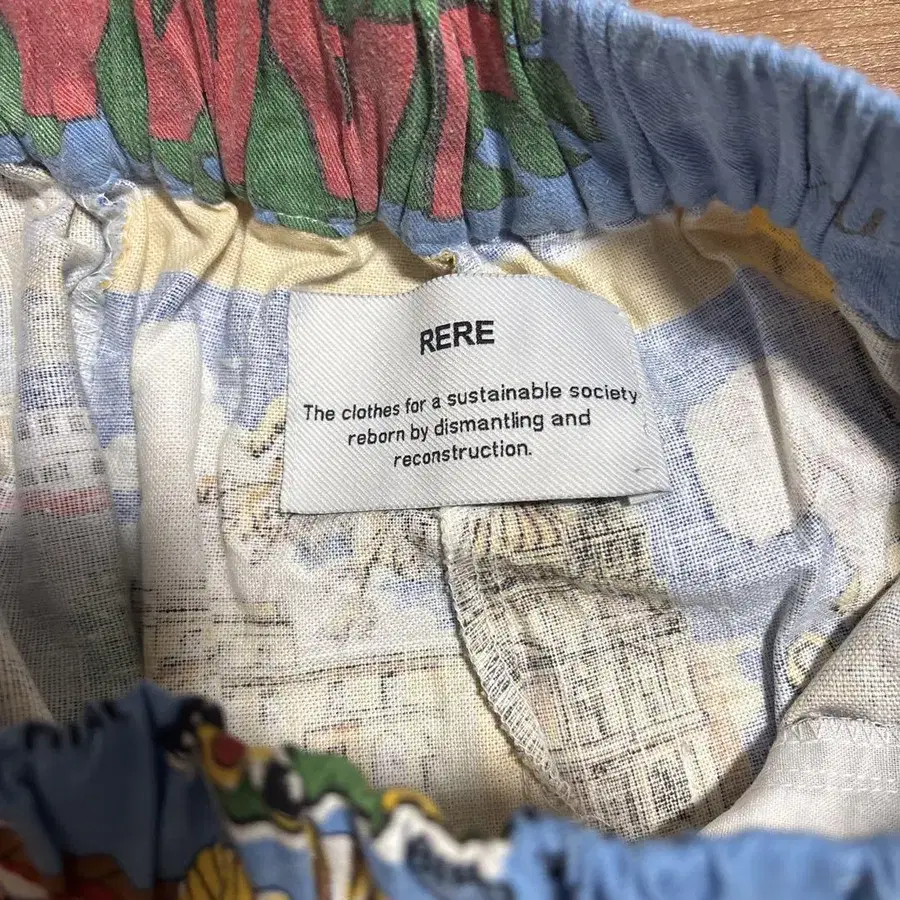 RERE
The clothes for a sustainable society
reborn by dismantling and
reconstruction.